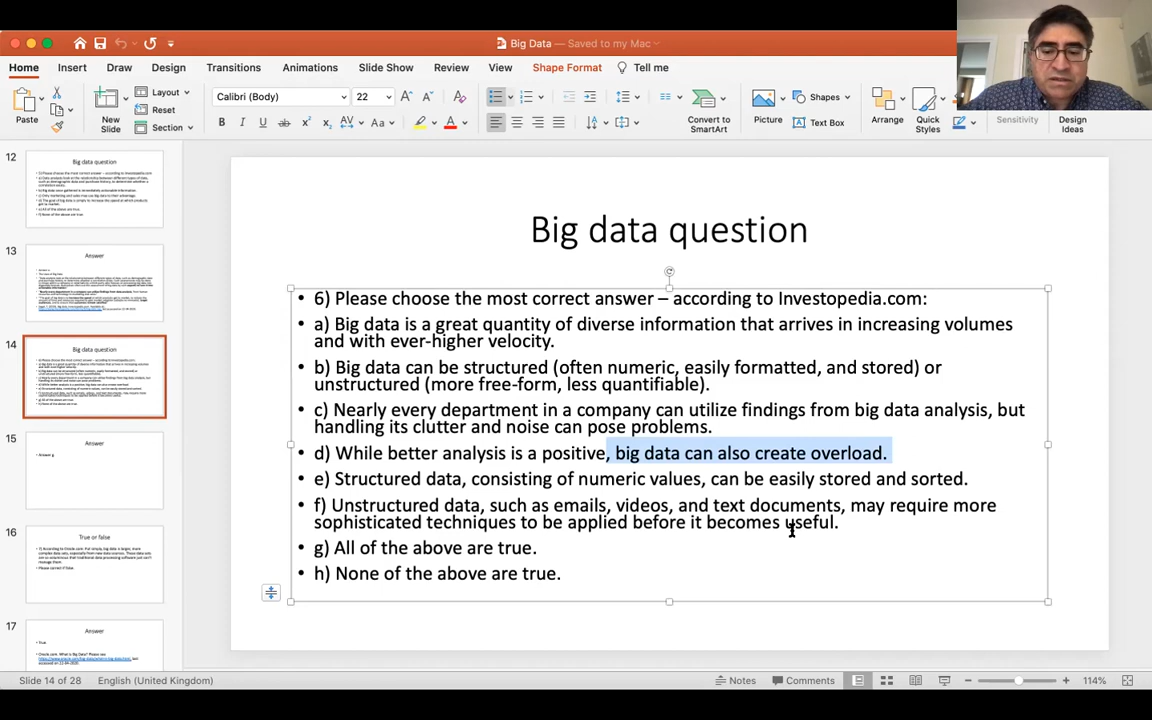 Big Data — Saved to my Mac
Home Insert Draw Design Transitions Animations Slide Show Review View Shape Format Tell me
Paste
New
Slide
Layout
Reset
Section
Calibri (Body) 22
Convert to
SmartArt
Picture
Shapes
Text Box
Arrange
Quick
Styles
Sensitivity
Design
Ideas
12
Big data question
13
Answer
14
Big data question
15
Answer
• Answer g
16
True or false
17
Answer
• True.
Big data question
• 6) Please choose the most correct answer – according to Investopedia.com:
• a) Big data is a great quantity of diverse information that arrives in increasing volumes
and with ever-higher velocity.
• b) Big data can be structured (often numeric, easily formatted, and stored) or
unstructured (more free-form, less quantifiable).
• c) Nearly every department in a company can utilize findings from big data analysis, but
handling its clutter and noise can pose problems.
• d) While better analysis is a positive, big data can also create overload.
• e) Structured data, consisting of numeric values, can be easily stored and sorted.
• f) Unstructured data, such as emails, videos, and text documents, may require more
sophisticated techniques to be applied before it becomes useful.
• g) All of the above are true.
• h) None of the above are true.
Slide 14 of 28 English (United Kingdom) Notes Comments 114%